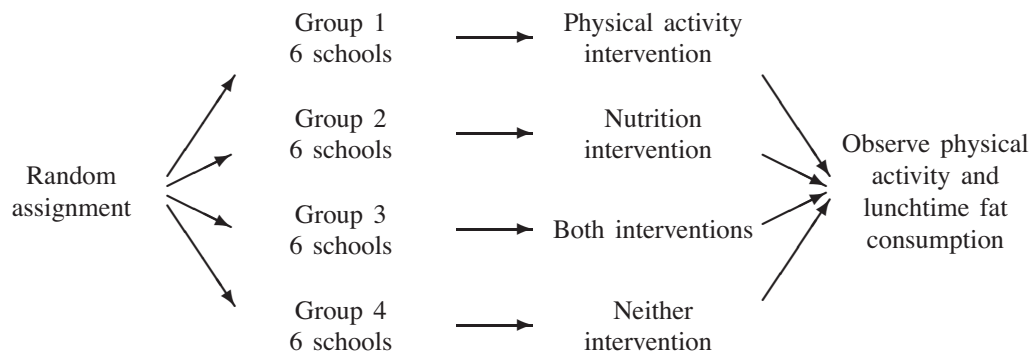 Random
assignment
Group 1
6 schools
Physical activity
intervention
Group 2
6 schools
Nutrition
intervention
Group 3
6 schools
Both interventions
Group 4
6 schools
Neither
intervention
Observe physical
activity and
lunchtime fat
consumption